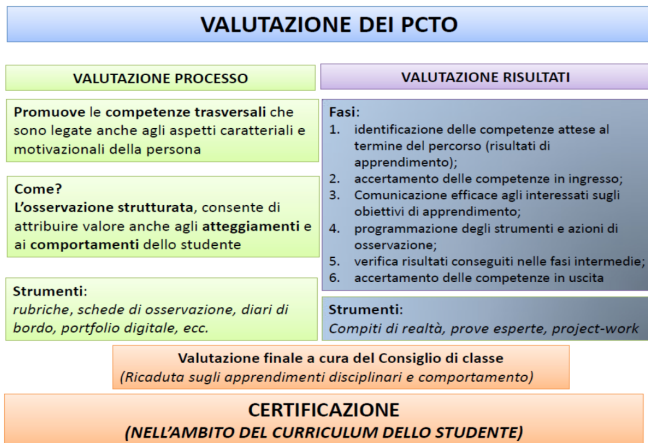 VALUTAZIONE DEI PCTO
VALUTAZIONE PROCESSO
Promuove le competenze trasversali che
sono legate anche agli aspetti caratteriali e
motivazionali della persona
Come?
L'osservazione strutturata, consente di
attribuire valore anche agli atteggiamenti e
ai comportamenti dello studente
Strumenti:
rubriche, schede di osservazione, diari di
bordo, portfolio digitale, ecc.
VALUTAZIONE RISULTATI
Fasi:
1. identificazione delle competenze attese al
termine del percorso (risultati di
apprendimento);
2. accertamento delle competenze in ingresso;
3. Comunicazione efficace agli interessati sugli
obiettivi di apprendimento;
4. programmazione degli strumenti e azioni di
osservazione;
5. verifica risultati conseguiti nelle fasi intermedie;
6. accertamento delle competenze in uscita
Strumenti:
Compiti di realtà, prove esperte, project-work
Valutazione finale a cura del Consiglio di classe
(Ricaduta sugli apprendimenti disciplinari e comportamento)
CERTIFICAZIONE
(NELL'AMBITO DEL CURRICULUM DELLO STUDENTE)